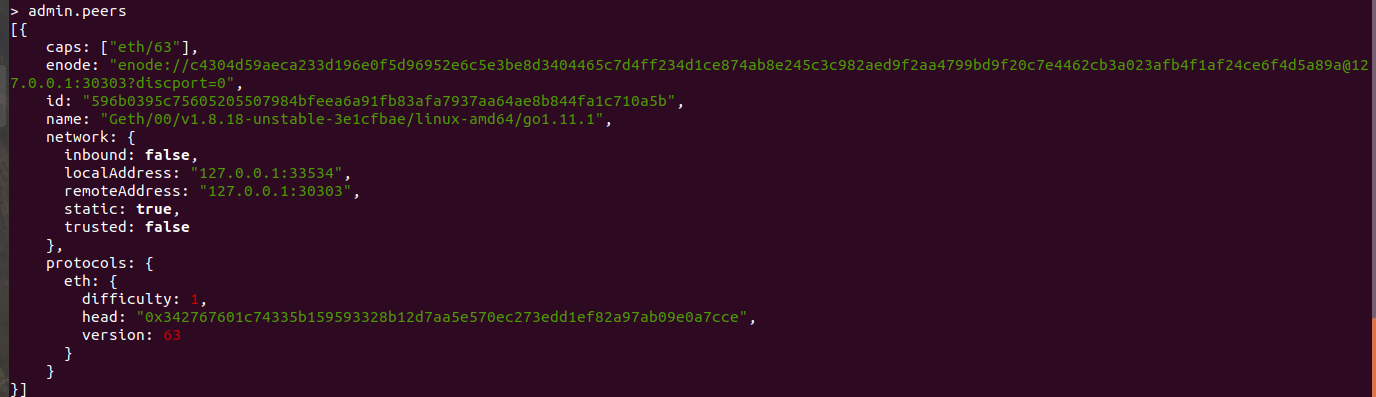 > admin.peers
[{
    caps: ["eth/63"],
    enode: "enode://c4304d59aeca233d196e0f5d96952e6c5e3be8d3404465c7d4ff234d1ce874ab8e245c3c982aed9f2aa4799bd9f20c7e4462cb3a023afb4f1af24ce6f4d5a89a@12
7.0.0.1:30303?discport=0",
    id: "596b0395c75605205507984bfeea6a91fb83afa7937aa64ae8b844fa1c710a5b",
    name: "Geth/00/v1.8.18-unstable-3e1cfbae/linux-amd64/go1.11.1",
    network: {
      inbound: false,
      localAddress: "127.0.0.1:33534",
      remoteAddress: "127.0.0.1:30303",
      static: true,
      trusted: false
    },
    protocols: {
      eth: {
        difficulty: 1,
        head: "0x342767601c74335b159593328b12d7aa5e570ec273edd1ef82a97ab09e0a7cce",
        version: 63
      }
    }
}]